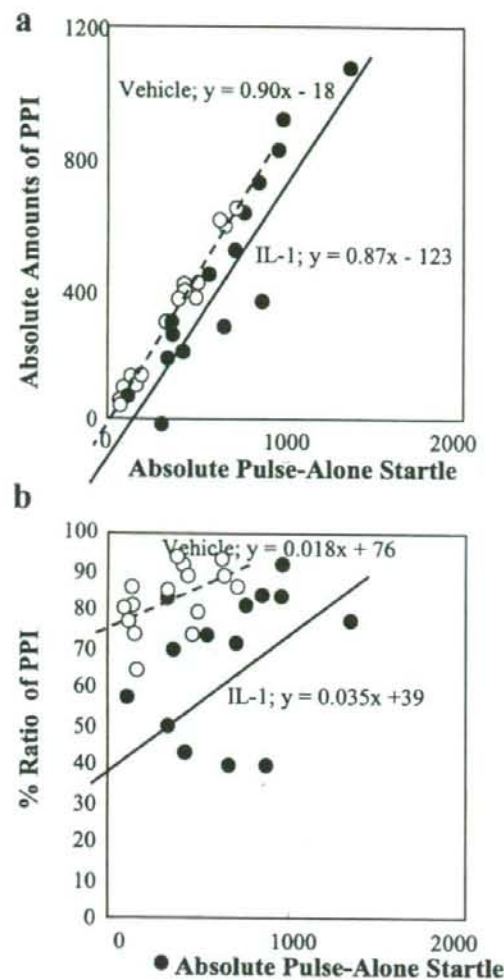 a
1200
Vehicle; y = 0.90x - 18
800
IL-1; y = 0.87x - 123
400
0
0 1000 2000
Absolute Amounts of PPI
Absolute Pulse-Alone Startle
b
100
Vehicle; y = 0.018x + 76
90
80
70
60
IL-1; y = 0.035x +39
50
40
30
20
10
0
0 1000 2000
% Ratio of PPI
Absolute Pulse-Alone Startle